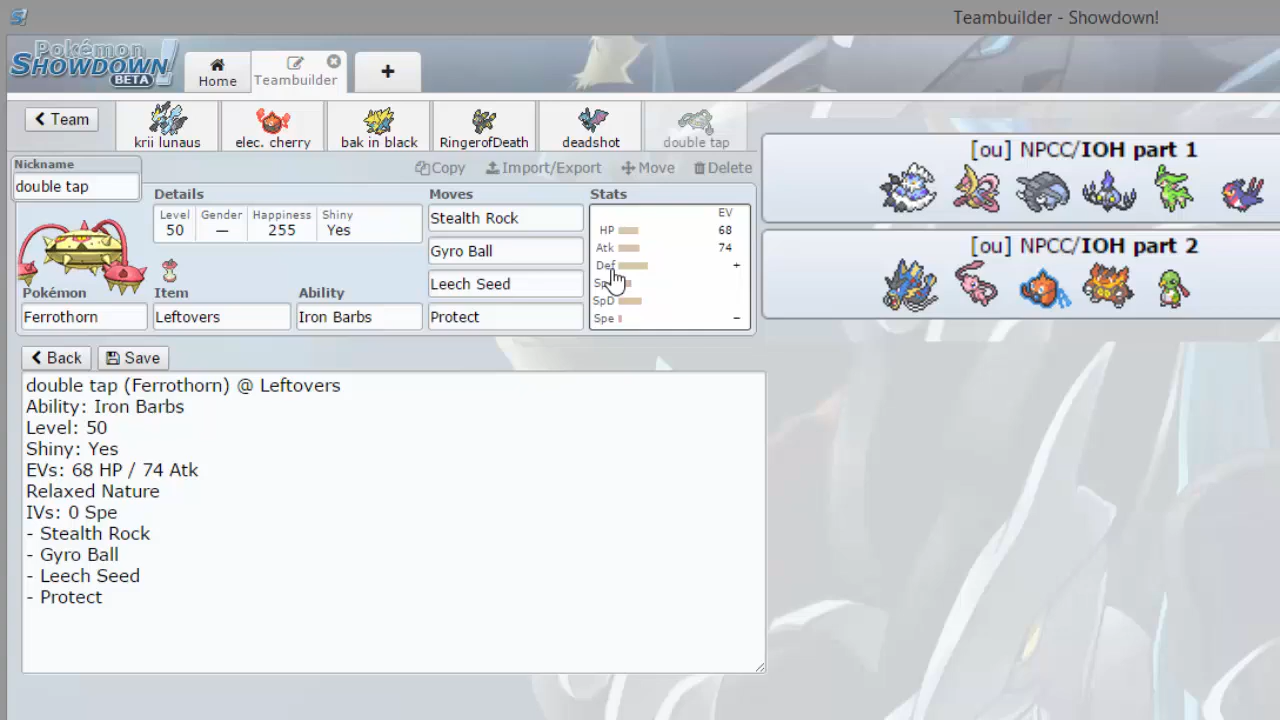 Teambuilder - Showdown!
Pokémon
SHOWDOWN!
BETA
Home
Teambuilder
+
< Team
krii lunaus
elec. cherry
bak in black
RingerofDeath
deadshot
double tap
Nickname
double tap
Copy
Import/Export
Move
Delete
Details
Level
50
Gender
—
Happiness
255
Shiny
Yes
Moves
Stealth Rock
Gyro Ball
Leech Seed
Protect
Stats
EV
HP 68
Atk 74
Def +
SpD
Spe −
Pokémon
Ferrothorn
Item
Leftovers
Ability
Iron Barbs
[ou] NPCC/IOH part 1
[ou] NPCC/IOH part 2
< Back
Save
double tap (Ferrothorn) @ Leftovers
Ability: Iron Barbs
Level: 50
Shiny: Yes
EVs: 68 HP / 74 Atk
Relaxed Nature
IVs: 0 Spe
- Stealth Rock
- Gyro Ball
- Leech Seed
- Protect